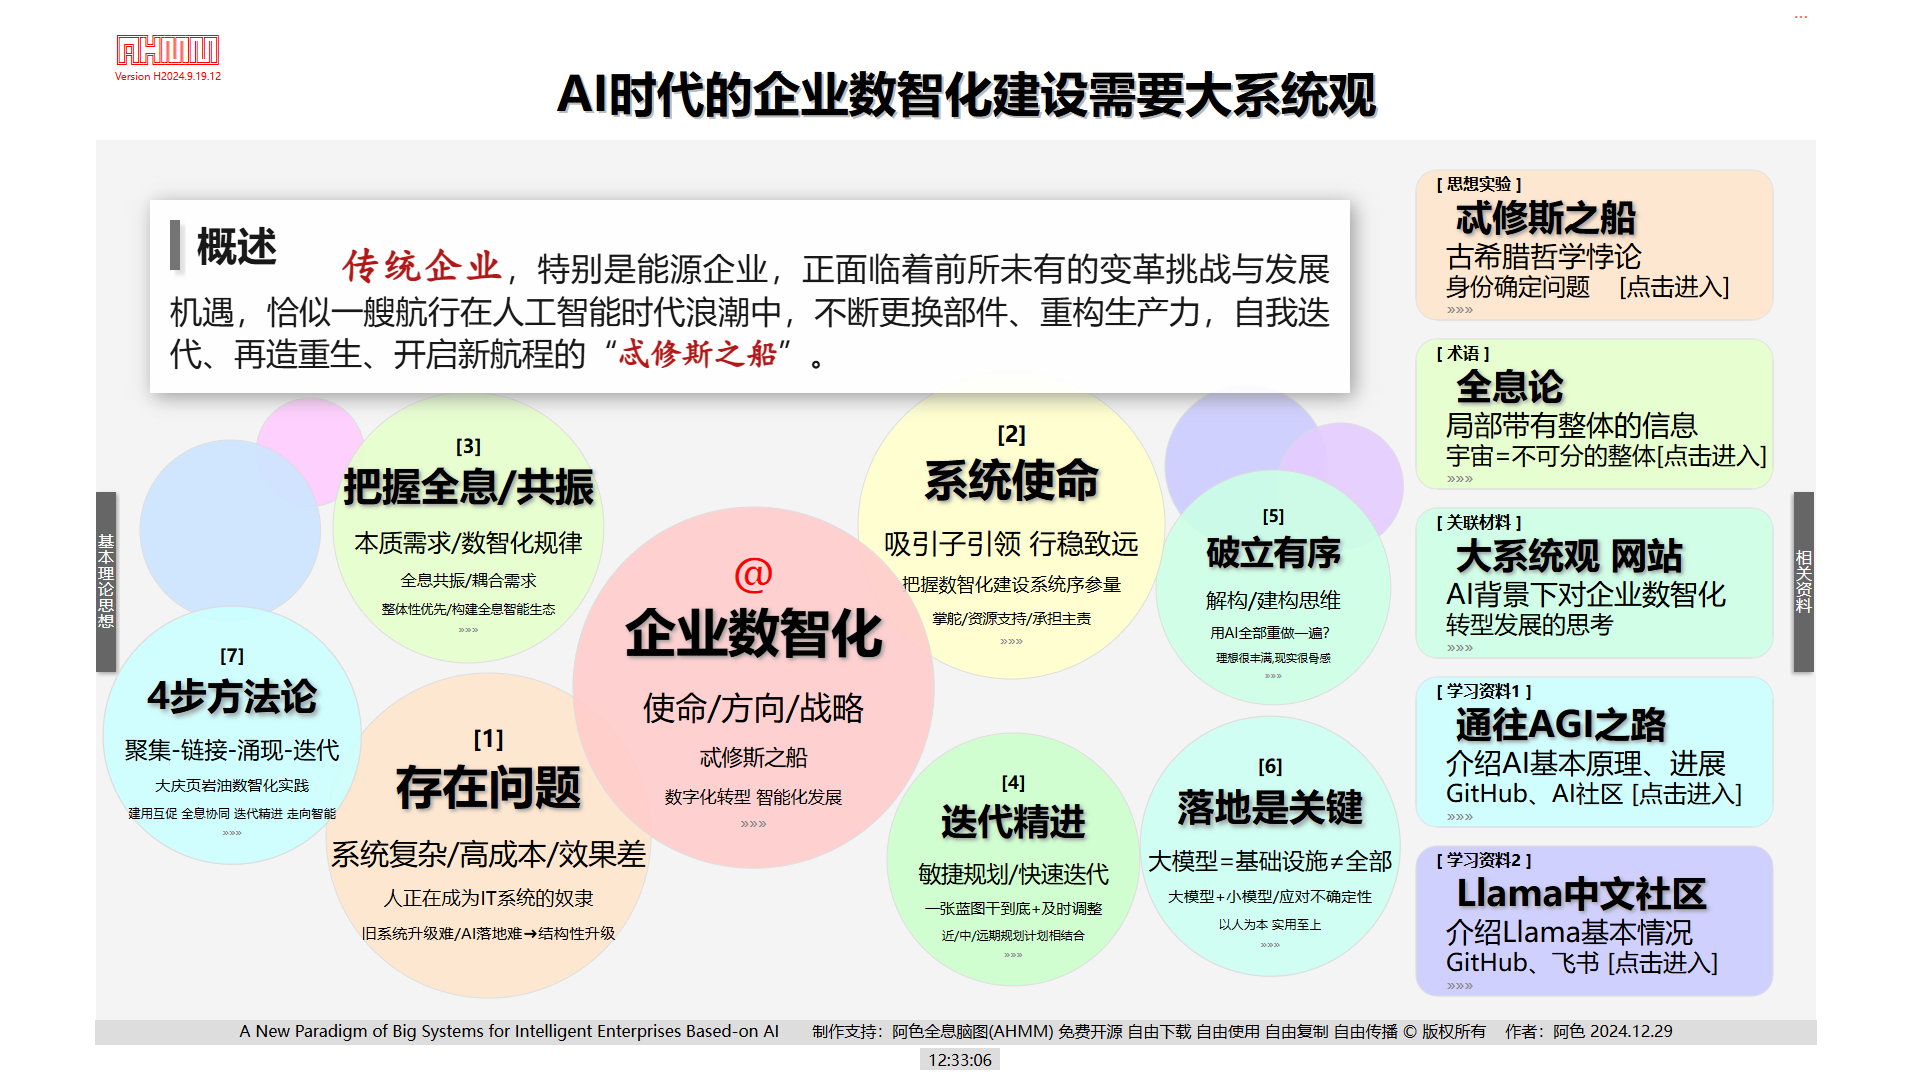 ...
AHMM
Version H2024.9.19.12
AI时代的企业数智化建设需要大系统观
概述
传统企业，特别是能源企业，正面临着前所未有的变革挑战与发展
机遇，恰似一艘航行在人工智能时代浪潮中，不断更换部件、重构生产力，自我迭
代、再造重生、开启新航程的“忒修斯之船”。
基本理论思想
[3]
把握全息/共振
本质需求/数智化规律
全息共振/耦合需求
整体性优先/构建全息智能生态
»»»
[2]
系统使命
吸引子引领 行稳致远
把握数智化建设系统序参量
掌舵/资源支持/承担主责
»»»
[5]
破立有序
解构/建构思维
用AI全部重做一遍?
理想很丰满,现实很骨感
»»»
@
企业数智化
使命/方向/战略
忒修斯之船
数字化转型 智能化发展
»»»
[7]
4步方法论
聚集-链接-涌现-迭代
大庆页岩油数智化实践
建用互促 全息协同 迭代精进 走向智能
»»»
[1]
存在问题
系统复杂/高成本/效果差
人正在成为IT系统的奴隶
旧系统升级难/AI落地难→结构性升级
[4]
迭代精进
敏捷规划/快速迭代
一张蓝图干到底+及时调整
近/中/远期规划计划相结合
»»»
[6]
落地是关键
大模型=基础设施≠全部
大模型+小模型/应对不确定性
以人为本 实用至上
»»»
[ 思想实验 ]
忒修斯之船
古希腊哲学悖论
身份确定问题 [点击进入]
»»»
[ 术语 ]
全息论
局部带有整体的信息
宇宙=不可分的整体[点击进入]
»»»
[ 关联材料 ]
大系统观 网站
AI背景下对企业数智化
转型发展的思考
»»»
[ 学习资料1 ]
通往AGI之路
介绍AI基本原理、进展
GitHub、AI社区 [点击进入]
»»»
[ 学习资料2 ]
Llama中文社区
介绍Llama基本情况
GitHub、飞书 [点击进入]
»»»
相关资料
A New Paradigm of Big Systems for Intelligent Enterprises Based-on AI 制作支持：阿色全息脑图(AHMM) 免费开源 自由下载 自由使用 自由复制 自由传播 © 版权所有 作者：阿色 2024.12.29
12:33:06